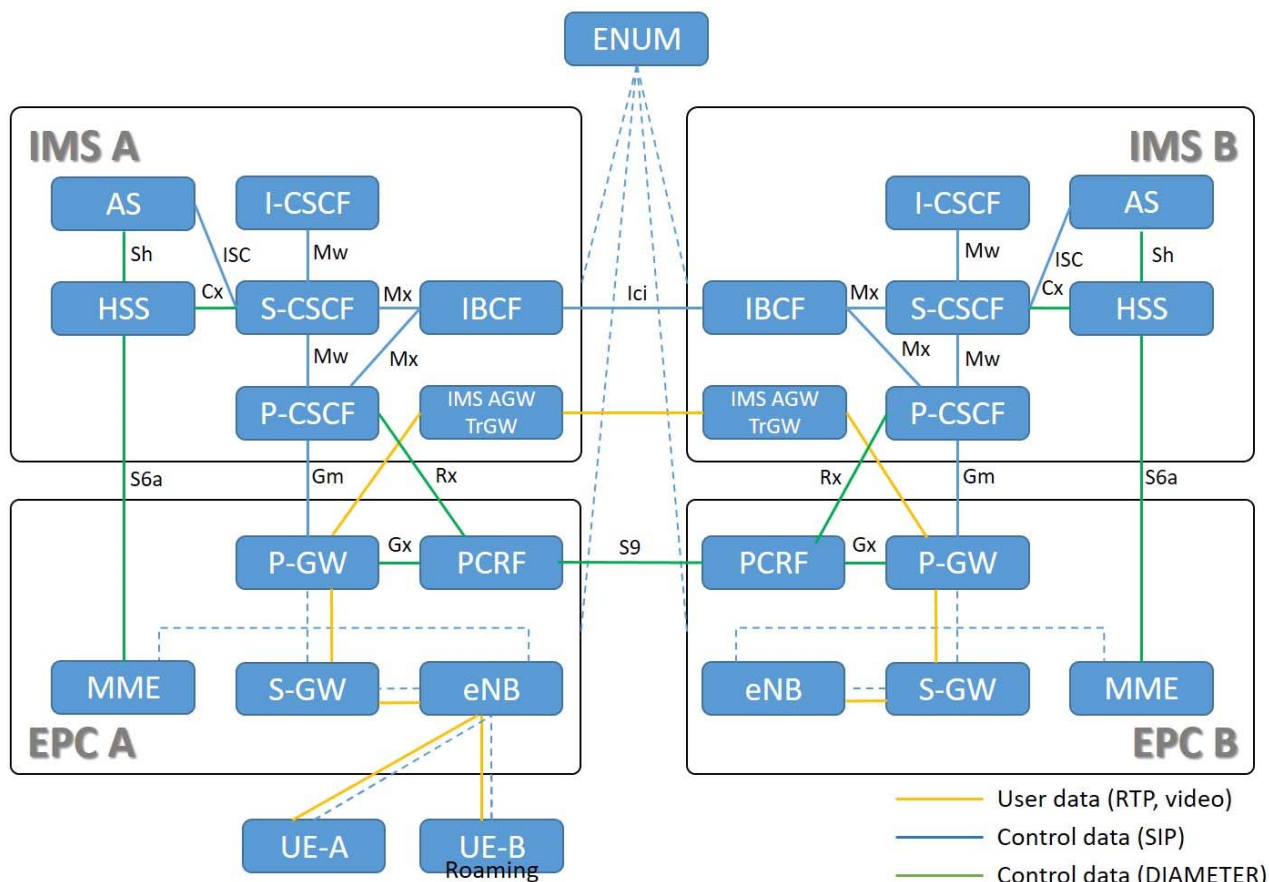 ENUM
IMS A
IMS B
AS
I-CSCF
I-CSCF
AS
Sh
ISC
Mw
Mw
ISC
Sh
HSS
Cx
S-CSCF
Mx
IBCF
Ici
IBCF
Mx
S-CSCF
Cx
HSS
Mw
Mx
Mx
Mw
P-CSCF
IMS AGW
TrGW
IMS AGW
TrGW
P-CSCF
S6a
Gm
Rx
Rx
Gm
S6a
P-GW
Gx
PCRF
S9
PCRF
Gx
P-GW
MME
S-GW
eNB
eNB
S-GW
MME
EPC A
EPC B
User data (RTP, video)
Control data (SIP)
Control data (DIAMETER)
UE-A
UE-B
Roaming